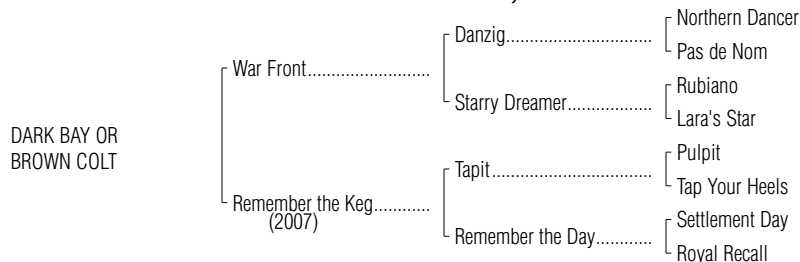 Northern Dancer
Danzig
Pas de Nom
War Front
Rubiano
Starry Dreamer
Lara's Star
DARK BAY OR
BROWN COLT
Pulpit
Tapit
Tap Your Heels
Remember the Keg
(2007)
Settlement Day
Remember the Day
Royal Recall